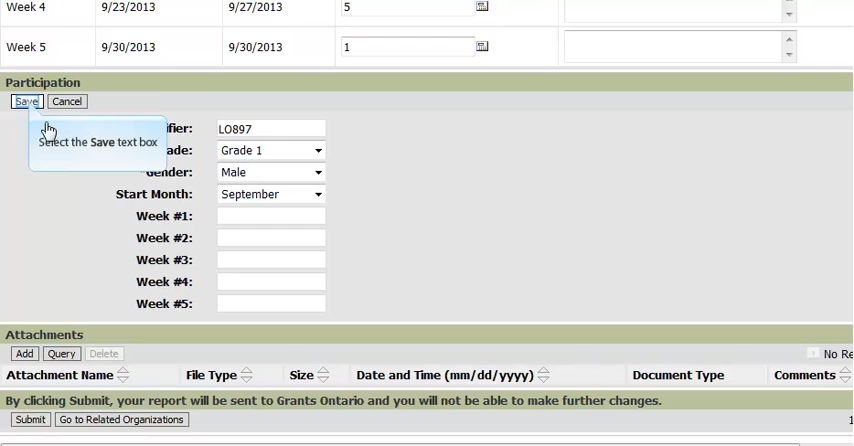 Week 4 9/23/2013 9/27/2013 5
Week 5 9/30/2013 9/30/2013 1
Participation
Save Cancel
Select the Save text box
ifier: LO897
ade: Grade 1
*Gender: Male
Start Month: September
Week #1:
Week #2:
Week #3:
Week #4:
Week #5:
Attachments
Add Query Delete No Re
Attachment Name File Type Size Date and Time (mm/dd/yyyy) Document Type Comments
By clicking Submit, your report will be sent to Grants Ontario and you will not be able to make further changes.
Submit Go to Related Organizations 1